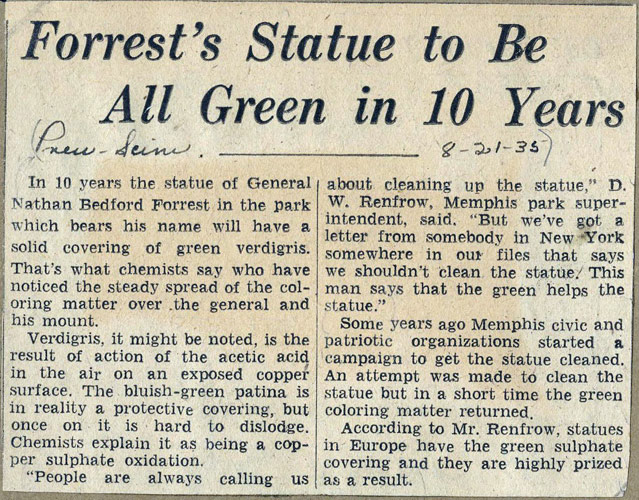 Forrest's Statue to Be
All Green in 10 Years
(Press-Scim. 8-21-35)
In 10 years the statue of General
Nathan Bedford Forrest in the park
which bears his name will have a
solid covering of green verdigris.
That's what chemists say who have
noticed the steady spread of the col-
oring matter over the general and
his mount.
Verdigris, it might be noted, is the
result of action of the acetic acid
in the air on an exposed copper
surface. The bluish-green patina is
in reality a protective covering, but
once on it is hard to dislodge.
Chemists explain it as being a cop-
per sulphate oxidation.
"People are always calling us
about cleaning up the statue," D.
W. Renfrow, Memphis park super-
intendent, said. "But we've got a
letter from somebody in New York
somewhere in our files that says
we shouldn't clean the statue. This
man says that the green helps the
statue."
Some years ago Memphis civic and
patriotic organizations started a
campaign to get the statue cleaned.
An attempt was made to clean the
statue but in a short time the green
coloring matter returned.
According to Mr. Renfrow, statues
in Europe have the green sulphate
covering and they are highly prized
as a result.